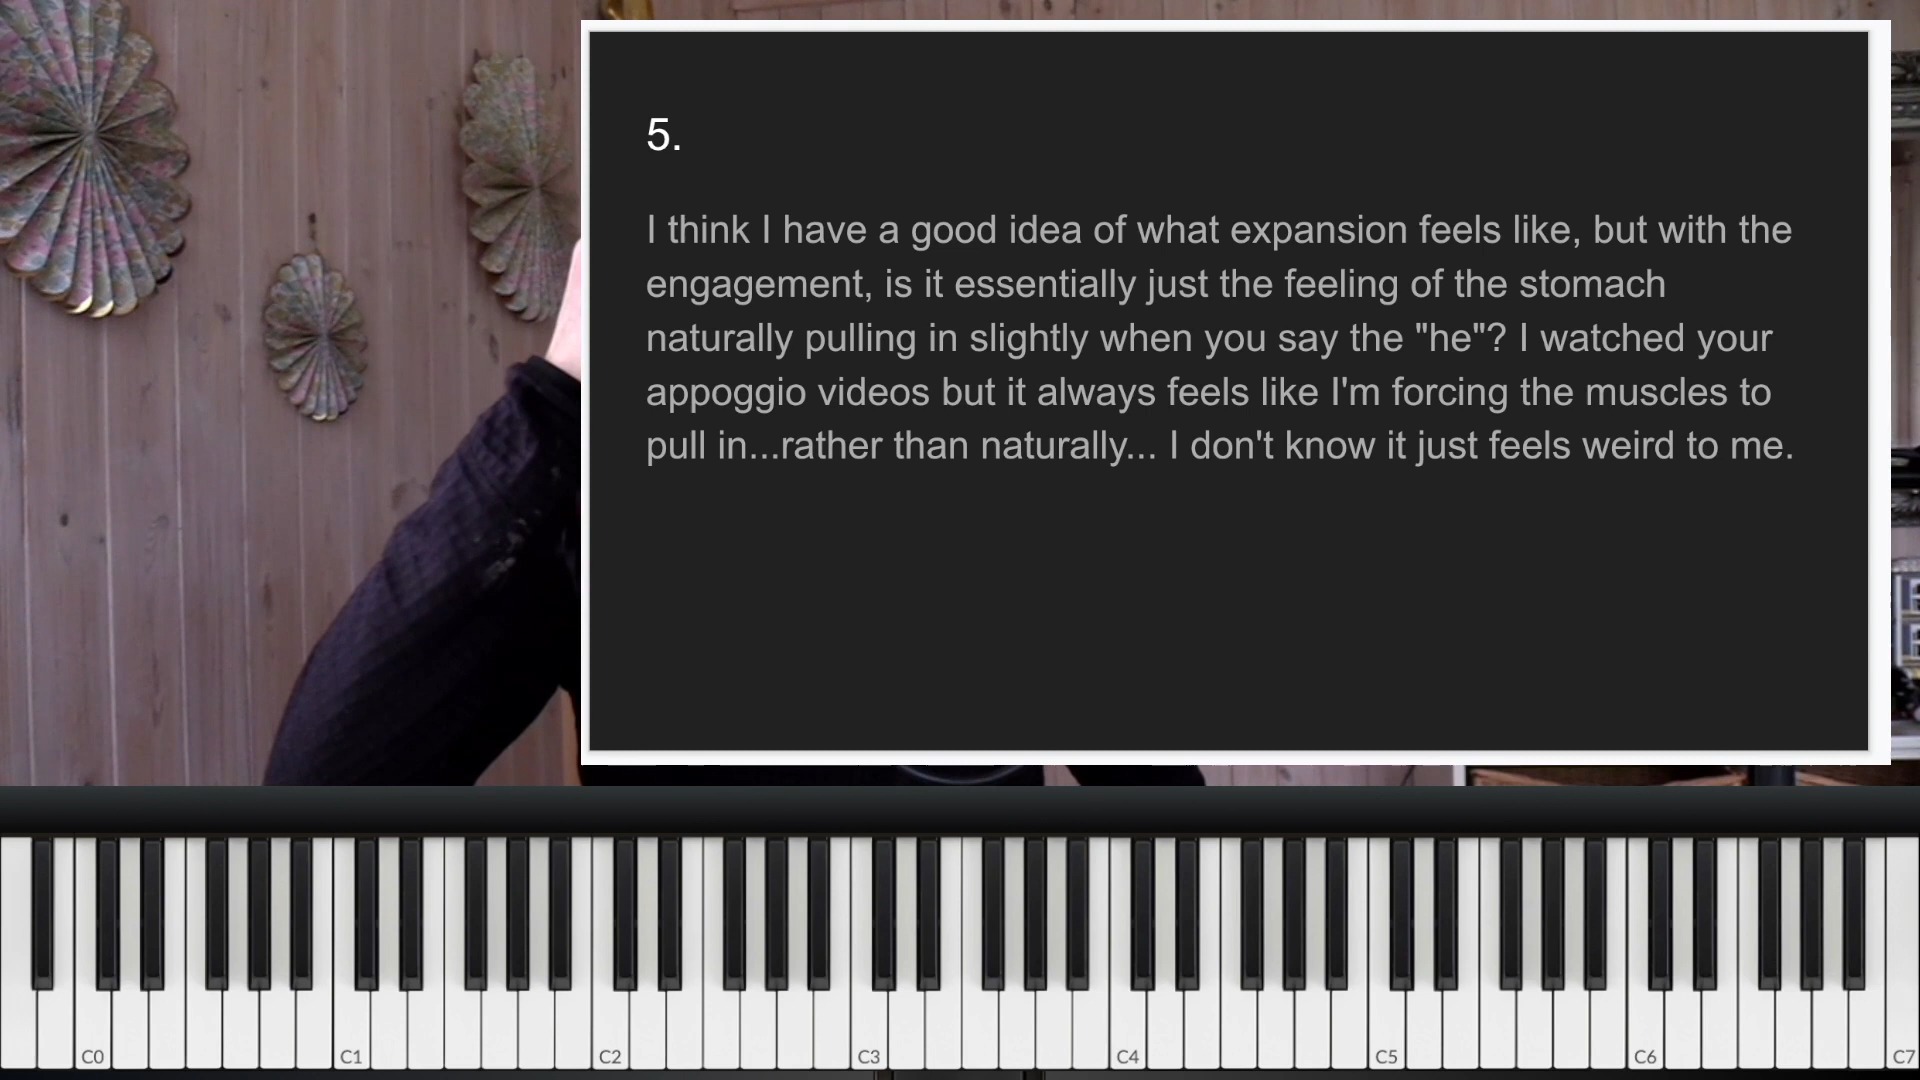 5.
I think I have a good idea of what expansion feels like, but with the
engagement, is it essentially just the feeling of the stomach
naturally pulling in slightly when you say the "he"? I watched your
appoggio videos but it always feels like I'm forcing the muscles to
pull in...rather than naturally... I don't know it just feels weird to me.
C0 C1 C2 C3 C4 C5 C6 C7